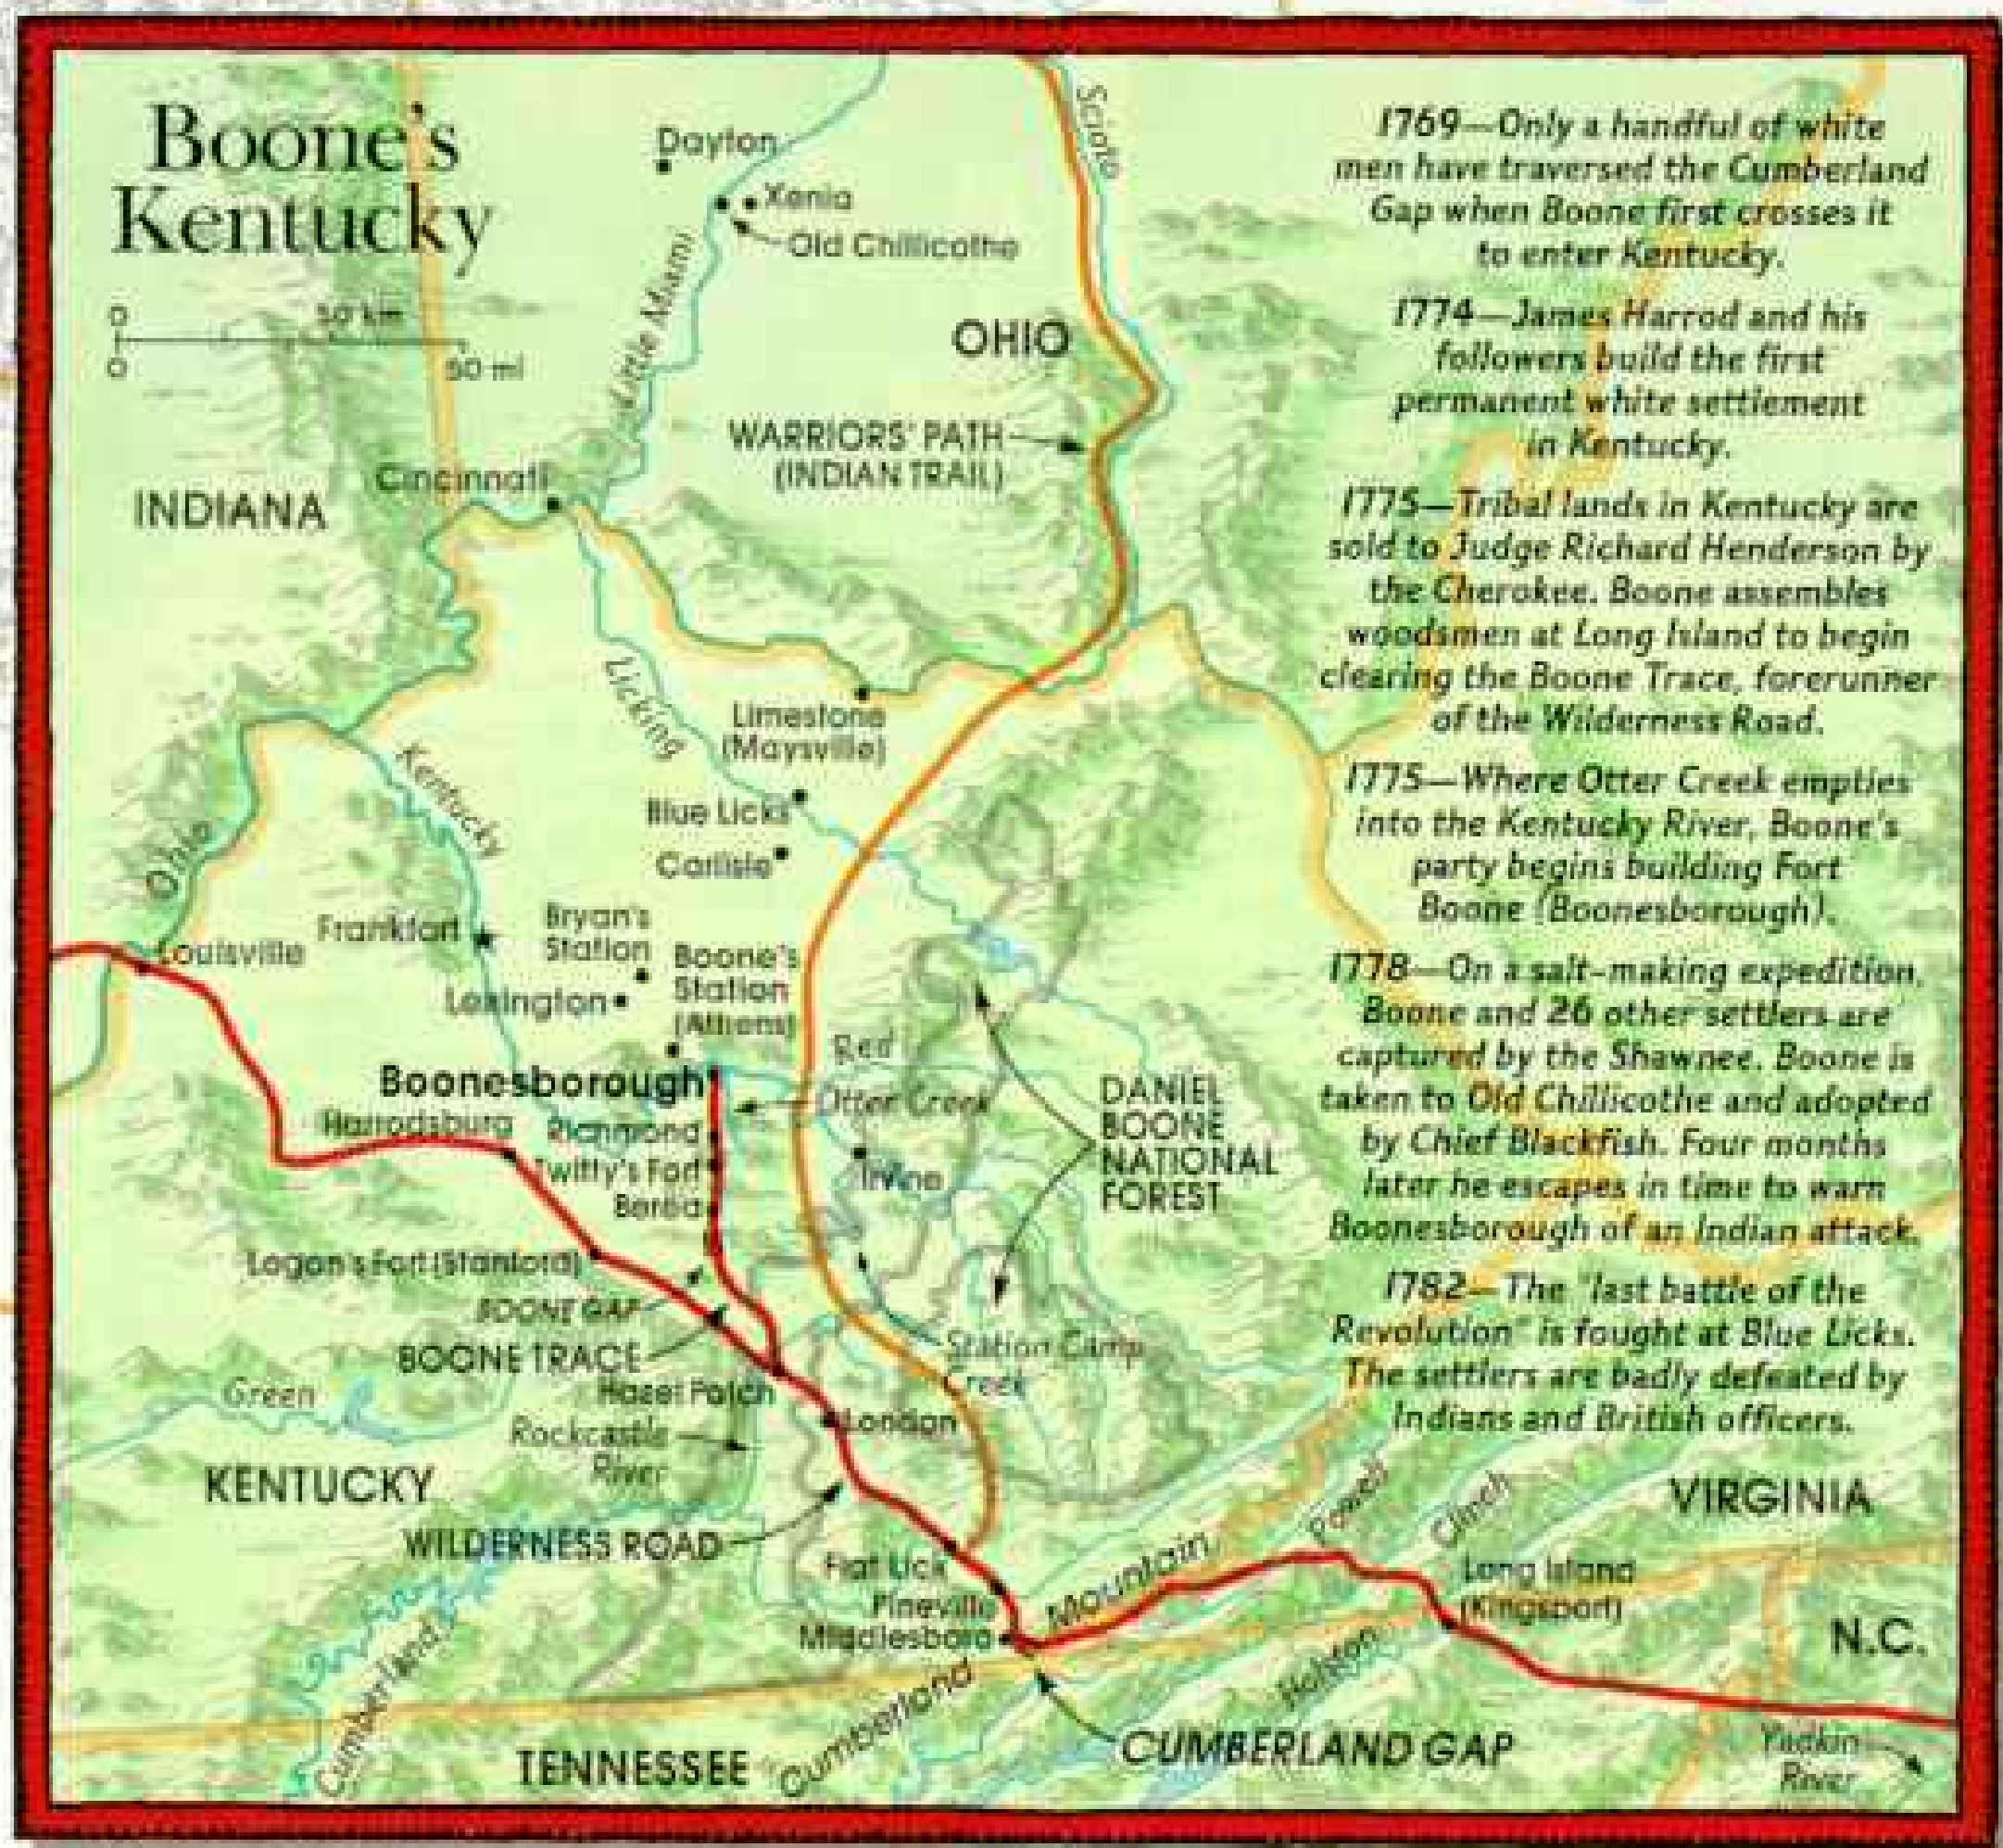 Boone's
Kentucky
0
50 km
0
50 mi
Dayton
Xenia
Old Chillicothe
Little Miami
Scioto
OHIO
WARRIORS' PATH
(INDIAN TRAIL)
Cincinnati
INDIANA
Licking
Limestone
(Maysville)
Kentucky
Blue Licks
Carlisle
Ohio
Frankfort
Bryan's
Station
Louisville
Lexington
Boone's
Station
(Athens)
Red
Boonesborough
Otter Creek
Harrodsburg
Richmond
Twitty's Fort
Berea
Irvine
DANIEL
BOONE
NATIONAL
FOREST
Logan's Fort (Stanford)
BOONE GAP
BOONE TRACE
Station Camp
Creek
Hazel Patch
Green
London
Rockcastle
River
KENTUCKY
WILDERNESS ROAD
Flat Lick
Pineville
Middlesboro
Cumberland
Cumberland Mountain
Powell
Clinch
Holston
Long Island
(Kingsport)
VIRGINIA
N.C.
TENNESSEE
CUMBERLAND GAP
Yadkin
River
1769—Only a handful of white
men have traversed the Cumberland
Gap when Boone first crosses it
to enter Kentucky.
1774—James Harrod and his
followers build the first
permanent white settlement
in Kentucky.
1775—Tribal lands in Kentucky are
sold to Judge Richard Henderson by
the Cherokee. Boone assembles
woodsmen at Long Island to begin
clearing the Boone Trace, forerunner
of the Wilderness Road.
1775—Where Otter Creek empties
into the Kentucky River, Boone's
party begins building Fort
Boone (Boonesborough).
1778—On a salt-making expedition,
Boone and 26 other settlers are
captured by the Shawnee. Boone is
taken to Old Chillicothe and adopted
by Chief Blackfish. Four months
later he escapes in time to warn
Boonesborough of an Indian attack.
1782—The "last battle of the
Revolution" is fought at Blue Licks.
The settlers are badly defeated by
Indians and British officers.